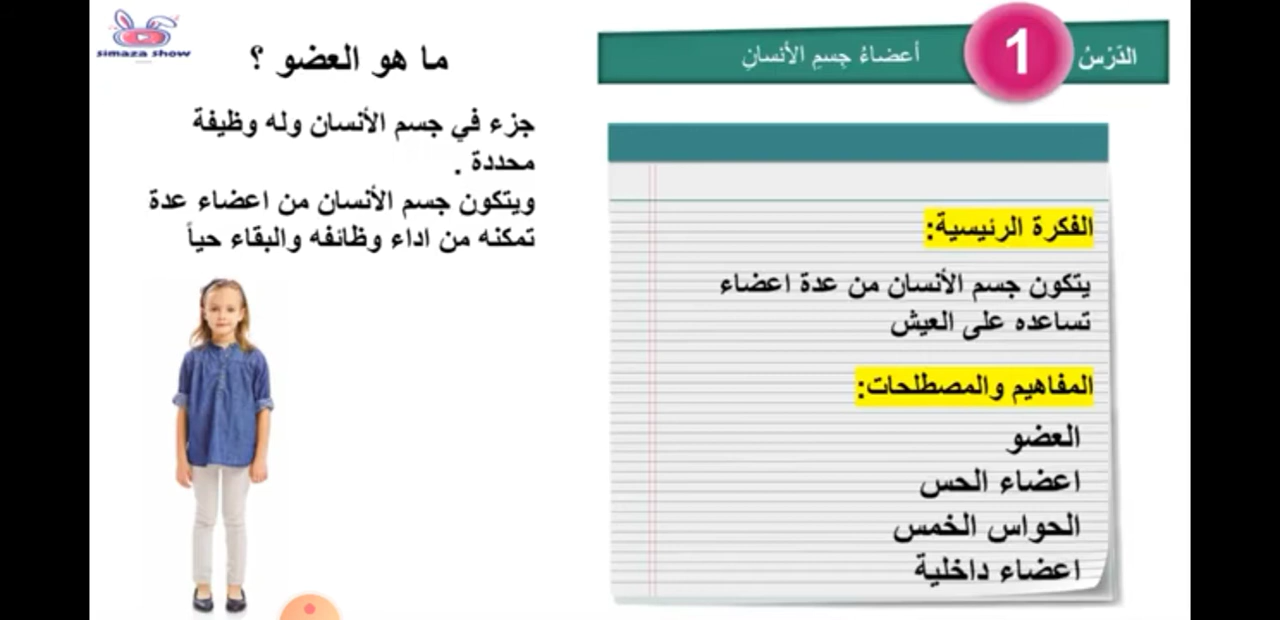 الدّرْسُ 1 أعضاءُ جِسمِ الأنسانِ
الفكرة الرئيسية:
يتكون جسم الأنسان من عدة اعضاء
تساعده على العيش
المفاهيم والمصطلحات:
العضو
اعضاء الحس
الحواس الخمس
اعضاء داخلية
simaza show
ما هو العضو ؟
جزء في جسم الأنسان وله وظيفة
محددة .
ويتكون جسم الأنسان من اعضاء عدة
تمكنه من اداء وظائفه والبقاء حياً